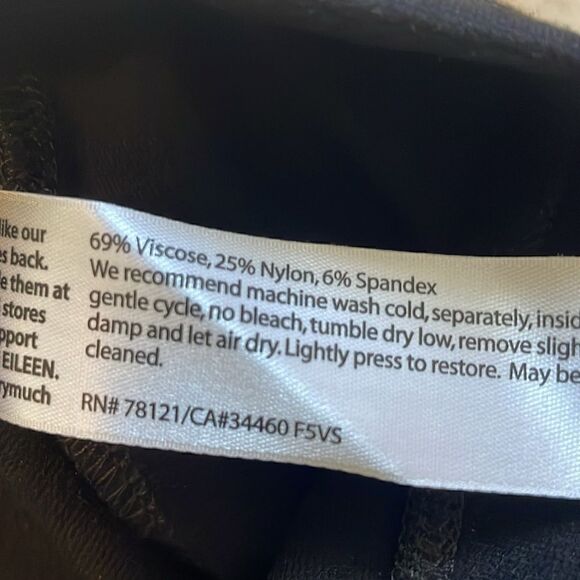 like our
es back.
them at
stores
pport
EILEEN.
rymuch
69% Viscose, 25% Nylon, 6% Spandex
We recommend machine wash cold, separately, insid
gentle cycle, no bleach, tumble dry low, remove sligh
damp and let air dry. Lightly press to restore. May be
cleaned.
RN# 78121/CA#34460 F5VS